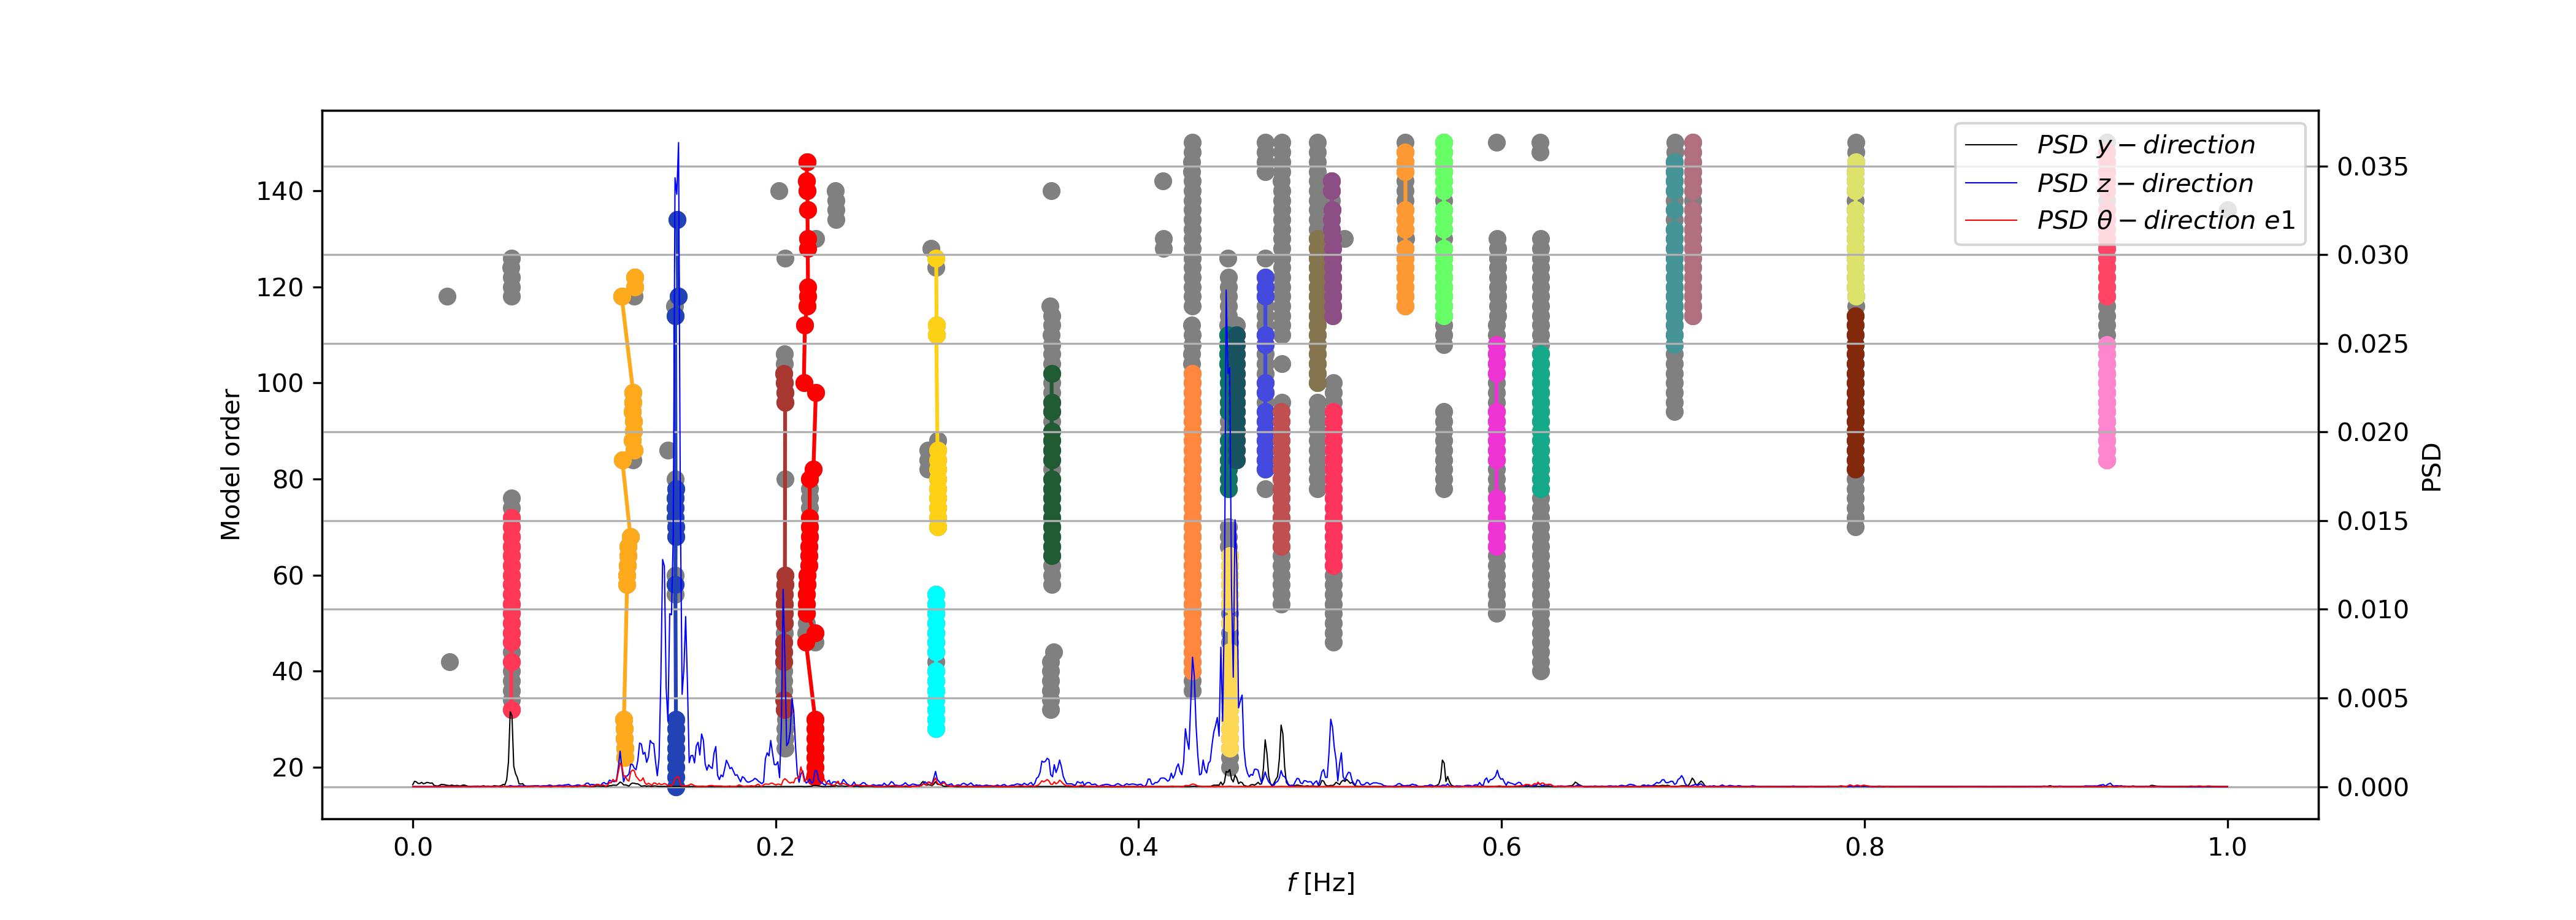 PSD y − direction
PSD z − direction
PSD θ − direction e1
140
120
100
80
60
40
20
Model order
0.035
0.030
0.025
0.020
0.015
0.010
0.005
0.000
PSD
0.0 0.2 0.4 0.6 0.8 1.0
f [Hz]